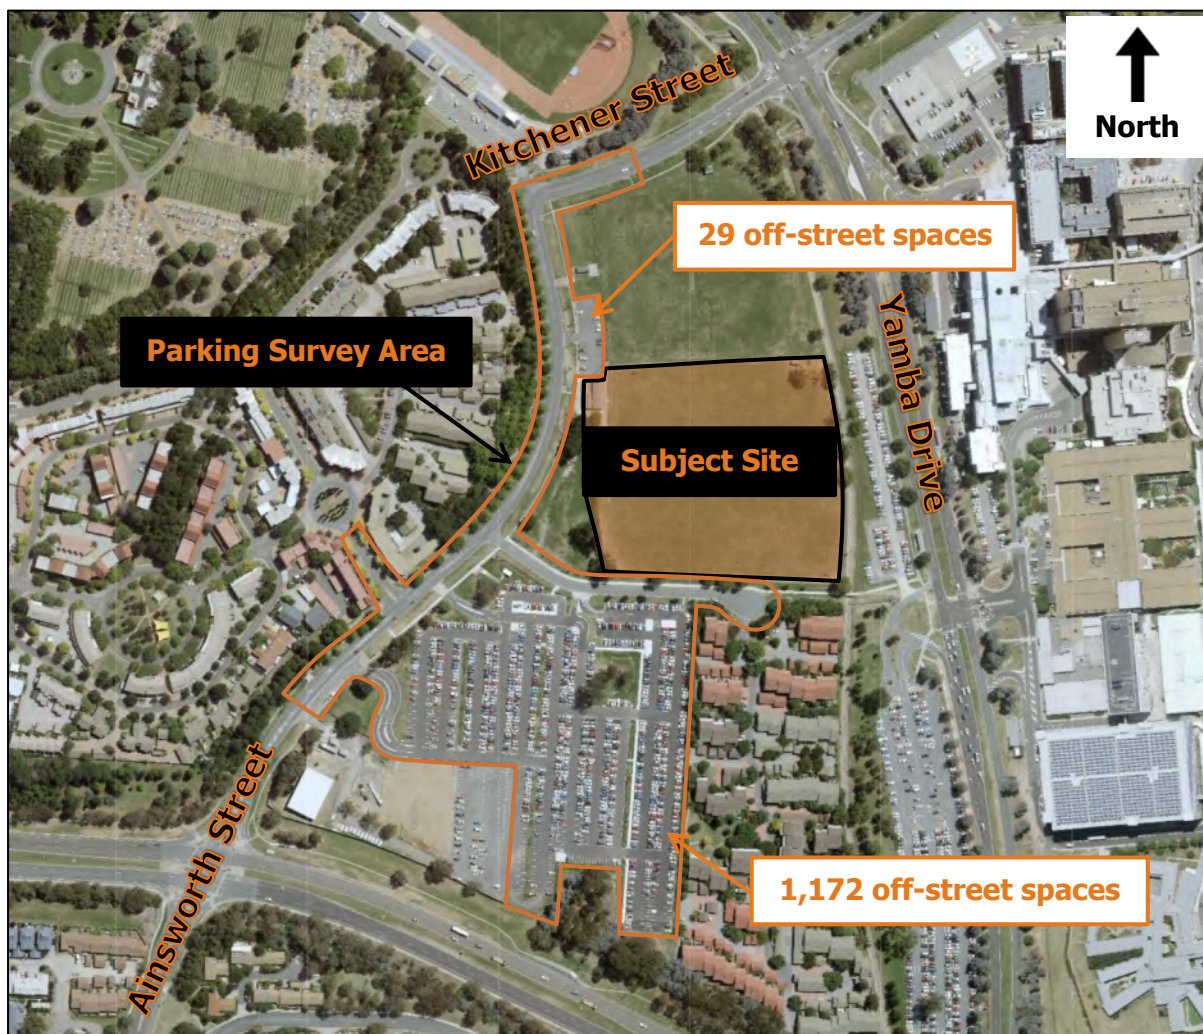 North
Kitchener Street
29 off-street spaces
Parking Survey Area
Yamba Drive
Subject Site
Ainsworth Street
1,172 off-street spaces